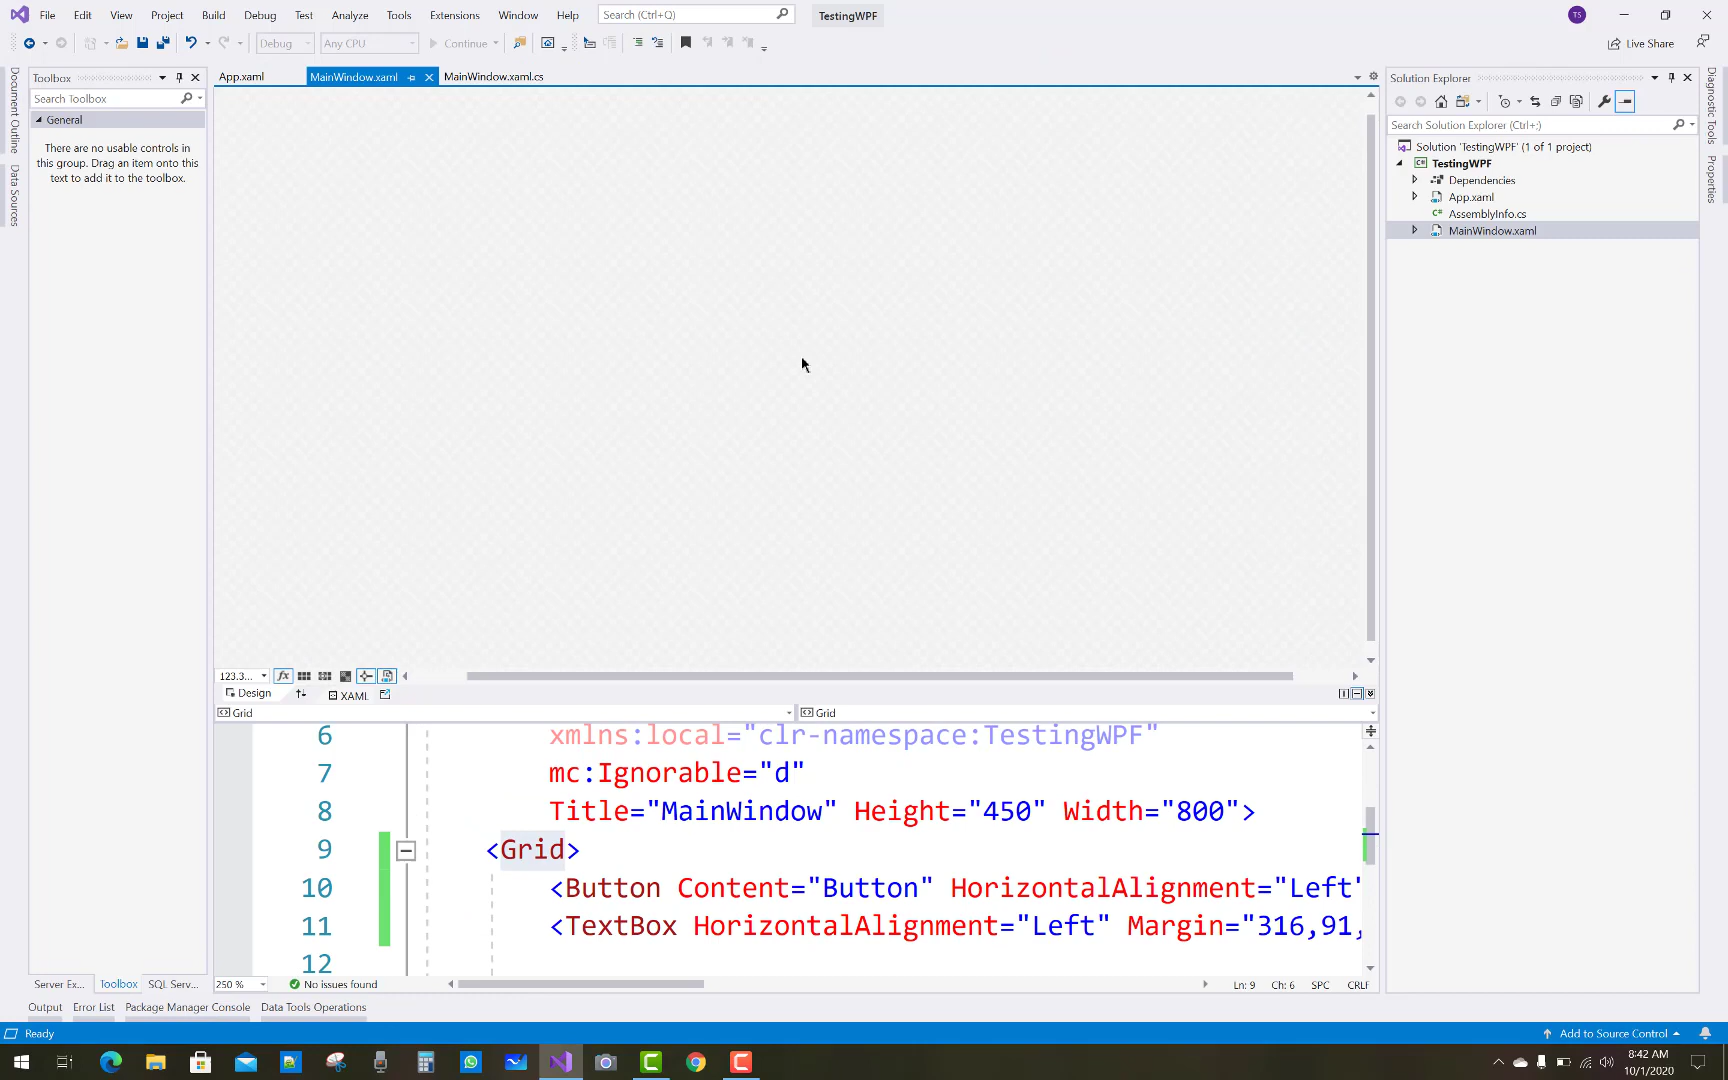 File Edit View Project Build Debug Test Analyze Tools Extensions Window Help Search (Ctrl+Q) TestingWPF TS
Debug Any CPU Continue Live Share
Toolbox App.xaml MainWindow.xaml MainWindow.xaml.cs Solution Explorer
Search Toolbox
General
There are no usable controls in
this group. Drag an item onto this
text to add it to the toolbox.
Document Outline
Data Sources
Search Solution Explorer (Ctrl+;)
Solution 'TestingWPF' (1 of 1 project)
TestingWPF
Dependencies
App.xaml
AssemblyInfo.cs
MainWindow.xaml
Diagnostic Tools
Properties
123.3...
Design XAML
Grid Grid
6 xmlns:local="clr-namespace:TestingWPF"
7 mc:Ignorable="d"
8 Title="MainWindow" Height="450" Width="800">
9 <Grid>
10 <Button Content="Button" HorizontalAlignment="Left"
11 <TextBox HorizontalAlignment="Left" Margin="316,91,
12
Server Ex... Toolbox SQL Serv... 250 % No issues found Ln: 9 Ch: 6 SPC CRLF
Output Error List Package Manager Console Data Tools Operations
Ready Add to Source Control
8:42 AM
10/1/2020